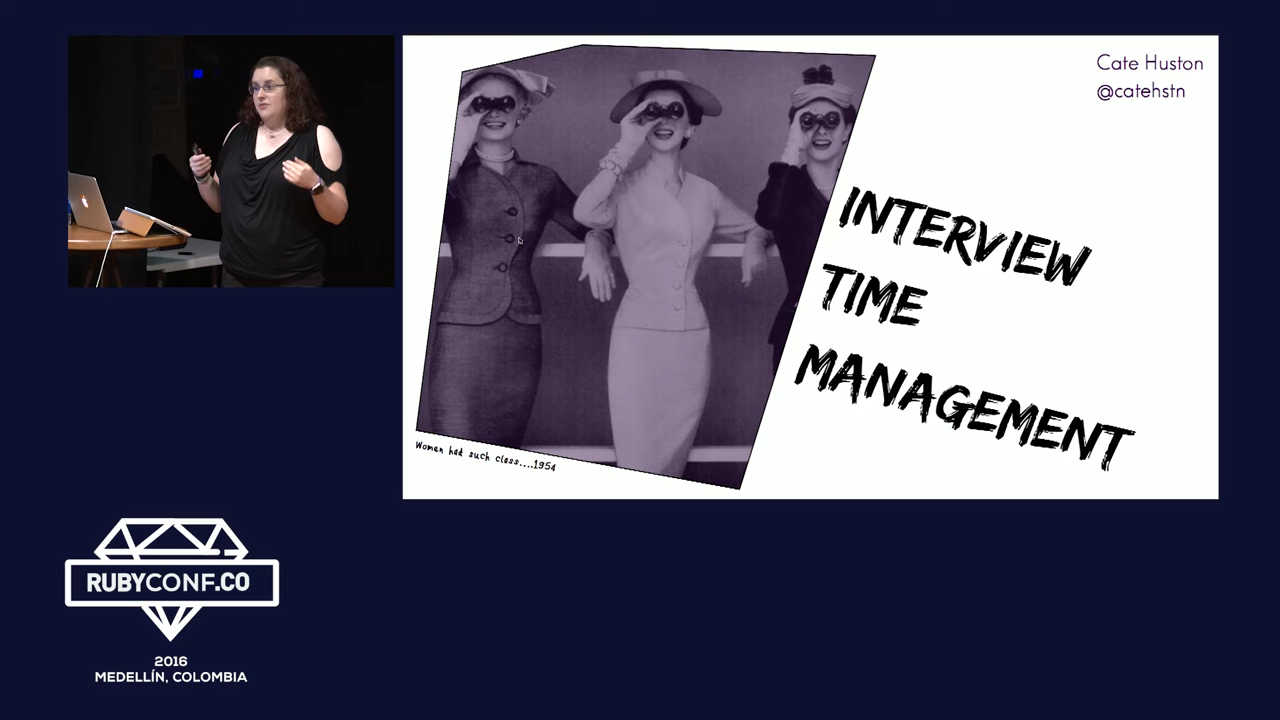 Cate Huston
@catehstn
INTERVIEW
TIME
MANAGEMENT
Women had such class....1954
RUBYCONF.CO
2016
MEDELLÍN, COLOMBIA